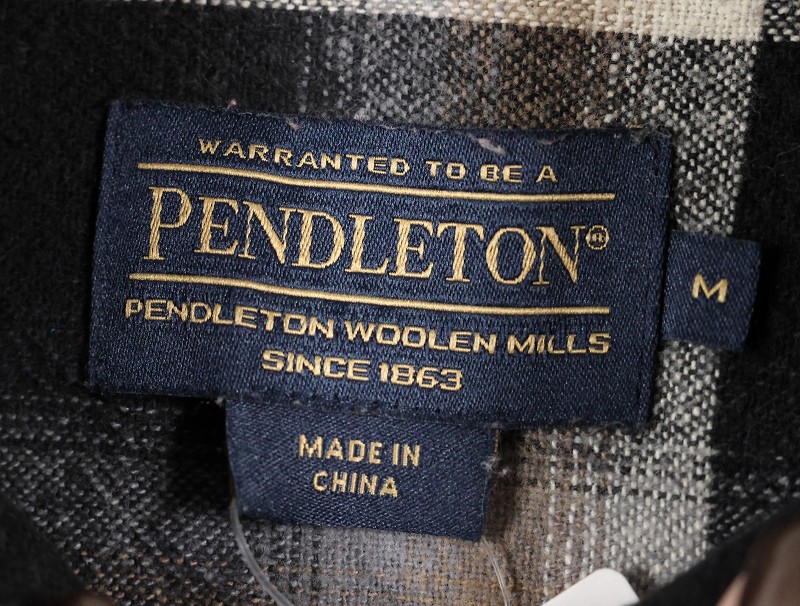 WARRANTED TO BE A
PENDLETON®
PENDLETON WOOLEN MILLS
SINCE 1863
M
MADE IN
CHINA